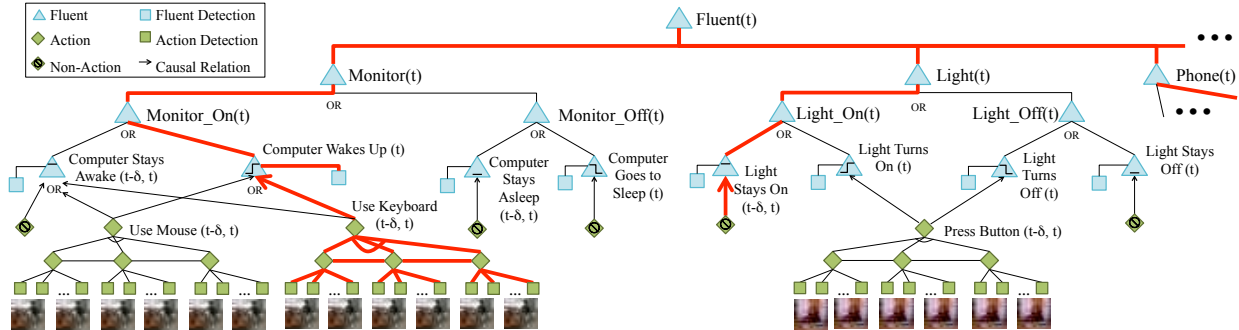 Fluent
Fluent Detection
Action
Action Detection
Non-Action
Causal Relation
Fluent(t)
• • •
Monitor(t)
Light(t)
Phone(t)
OR
OR
• • •
Monitor_On(t)
Monitor_Off(t)
Light_On(t)
Light_Off(t)
OR
OR
OR
OR
Computer Stays
Awake (t-δ, t)
OR
Computer Wakes Up (t)
OR
Computer
Stays
Asleep
(t-δ, t)
Computer
Goes to
Sleep (t)
Light
Stays On
(t-δ, t)
Light Turns
On (t)
Light
Turns
Off (t)
Light Stays
Off (t)
Use Mouse (t-δ, t)
Use Keyboard
(t-δ, t)
Press Button (t-δ, t)
... ... ... ... ... ...